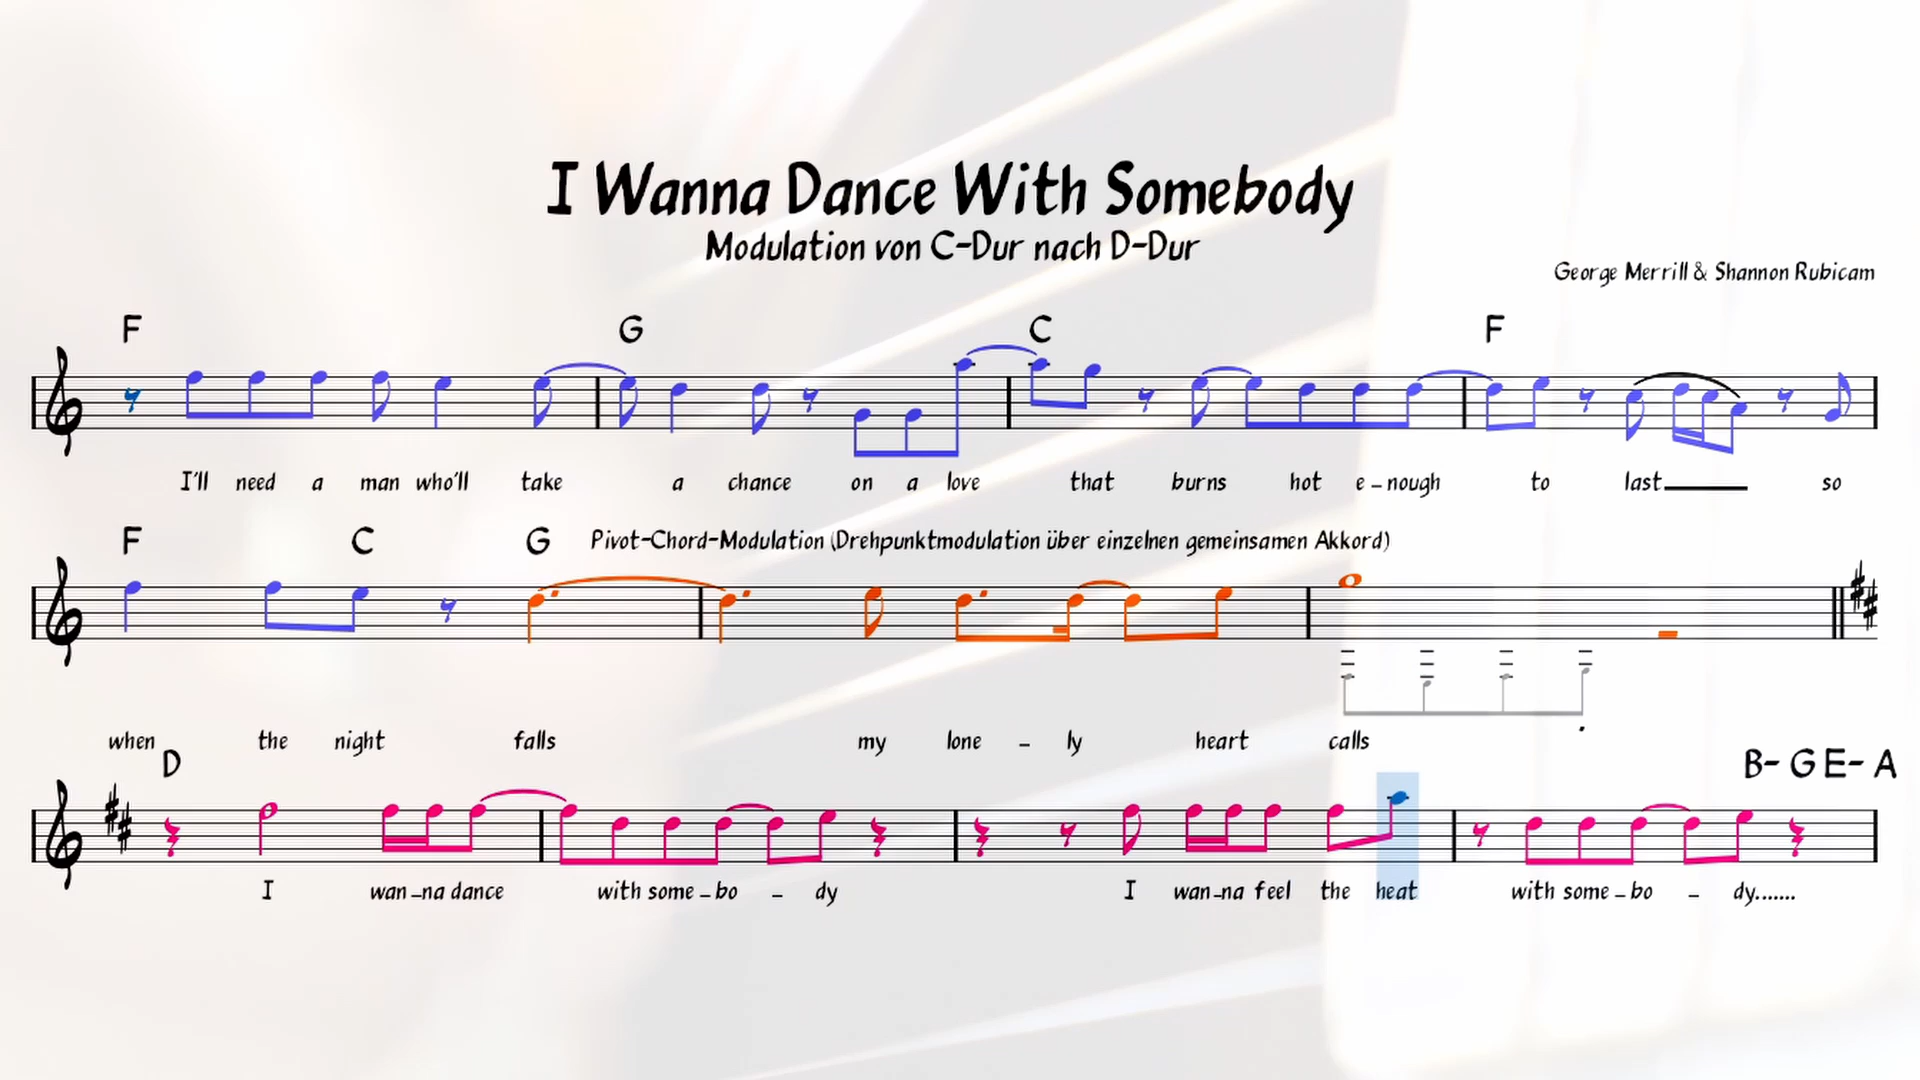 I Wanna Dance With Somebody
Modulation von C-Dur nach D-Dur
George Merrill & Shannon Rubicam
F G C F
I'll need a man who'll take a chance on a love that burns hot e - nough to last so
F C G Pivot-Chord-Modulation (Drehpunktmodulation über einzelnen gemeinsamen Akkord)
when the night falls my lone - ly heart calls
D B- G E- A
I wan - na dance with some - bo - dy I wan - na feel the heat with some - bo - dy.......